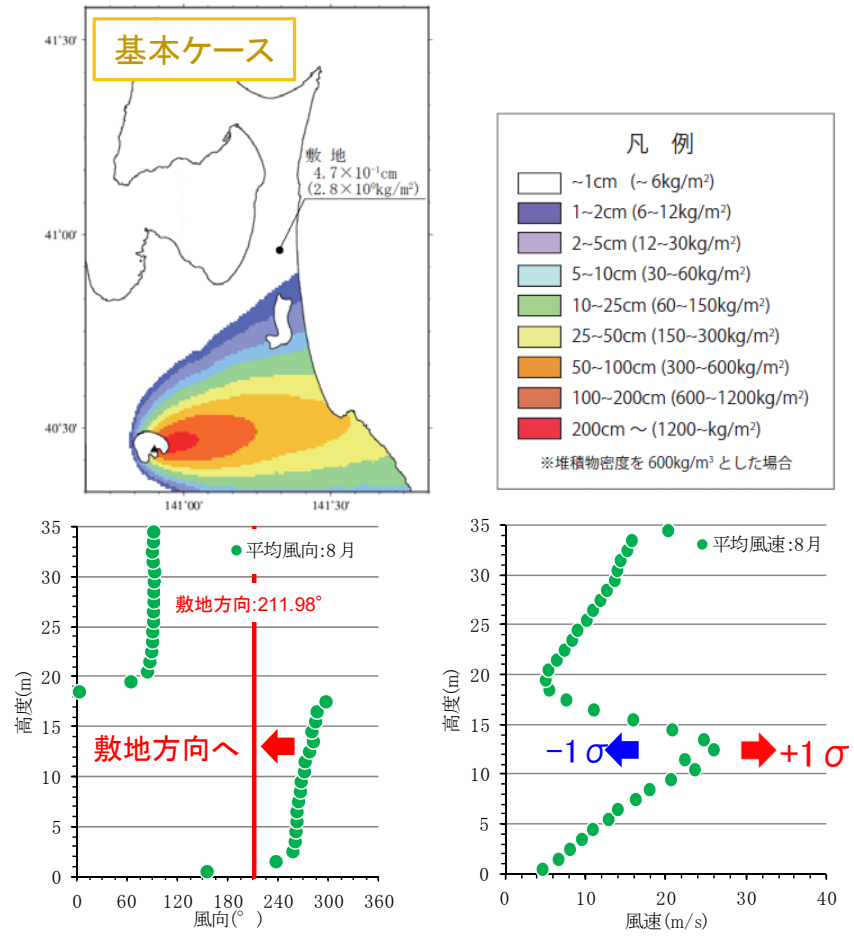 基本ケース
41°30′
敷 地
4.7×10⁻¹cm
(2.8×10⁰kg/m²)
41°00′
40°30′
141°00′
141°30′
凡 例
~1cm (~ 6kg/m²)
1~2cm (6~12kg/m²)
2~5cm (12~30kg/m²)
5~10cm (30~60kg/m²)
10~25cm (60~150kg/m²)
25~50cm (150~300kg/m²)
50~100cm (300~600kg/m²)
100~200cm (600~1200kg/m²)
200cm ～ (1200~kg/m²)
※堆積物密度を 600kg/m³ とした場合
平均風向:8月
敷地方向:211.98°
敷地方向へ
高度(m)
35
30
25
20
15
10
5
0
0 60 120 180 240 300 360
風向(°)
平均風速:8月
−1σ
+1σ
高度(m)
35
30
25
20
15
10
5
0
0 10 20 30 40
風速(m/s)